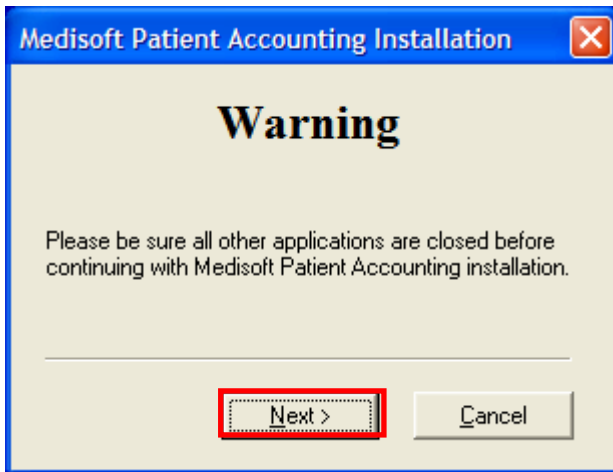 Medisoft Patient Accounting Installation
Warning
Please be sure all other applications are closed before
continuing with Medisoft Patient Accounting installation.
Next >
Cancel